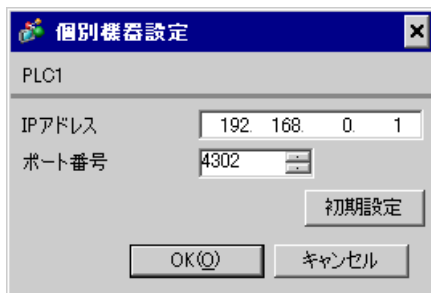 個別機器設定
PLC1
IPアドレス 192. 168. 0. 1
ポート番号 4302
初期設定
OK(O) キャンセル